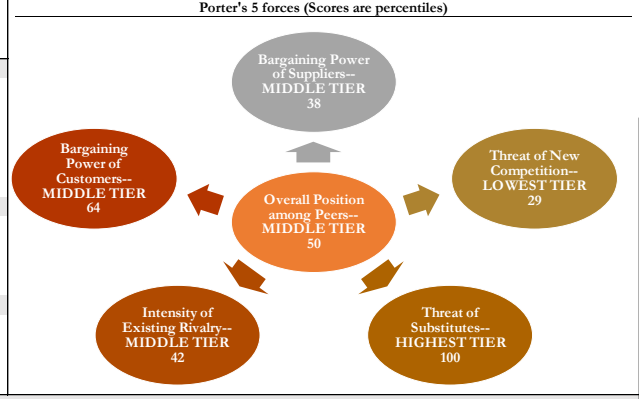 Porter's 5 forces (Scores are percentiles)
Bargaining Power
of Suppliers--
MIDDLE TIER
38
Bargaining
Power of
Customers--
MIDDLE TIER
64
Threat of New
Competition--
LOWEST TIER
29
Overall Position
among Peers--
MIDDLE TIER
50
Intensity of
Existing Rivalry--
MIDDLE TIER
42
Threat of
Substitutes--
HIGHEST TIER
100